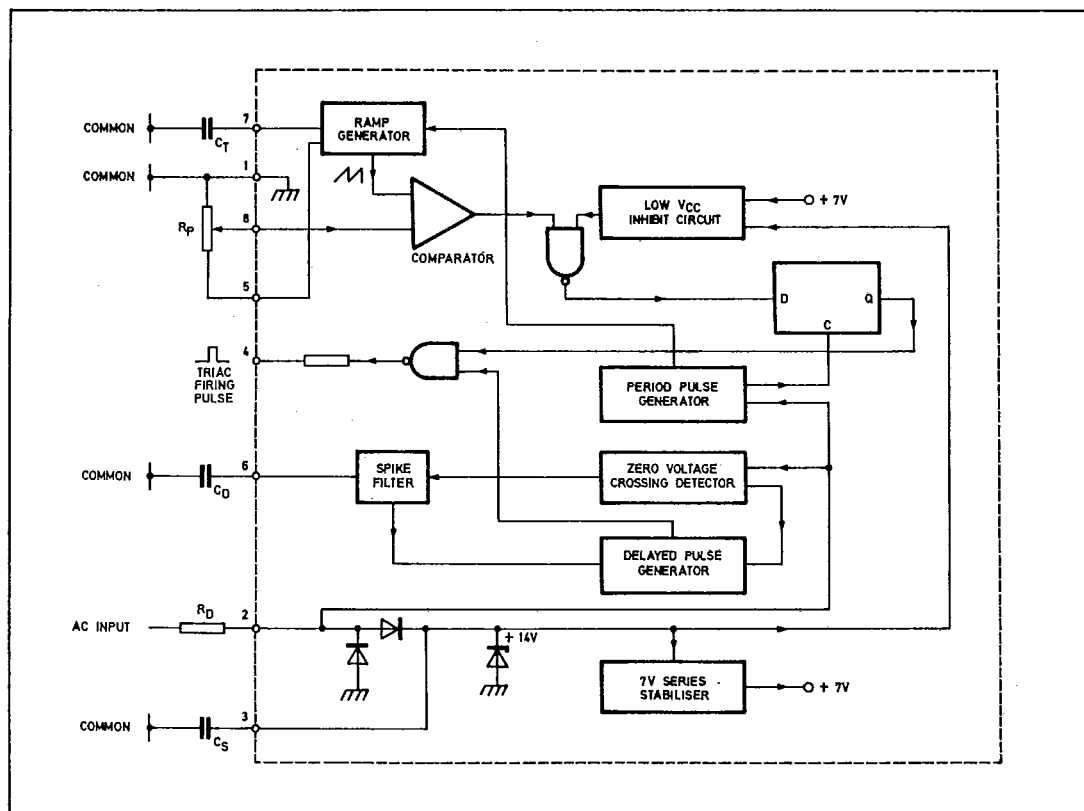 RAMP
GENERATOR
COMMON
C_T
7
COMMON
1
R_P
8
COMPARATOR
5
LOW V_CC
INHIBIT CIRCUIT
+ 7V
D
Q
C
4
TRIAC
FIRING
PULSE
PERIOD PULSE
GENERATOR
COMMON
C_D
6
SPIKE
FILTER
ZERO VOLTAGE
CROSSING DETECTOR
DELAYED PULSE
GENERATOR
AC INPUT
R_D
2
+ 14V
7V SERIES
STABILISER
+ 7V
COMMON
C_S
3